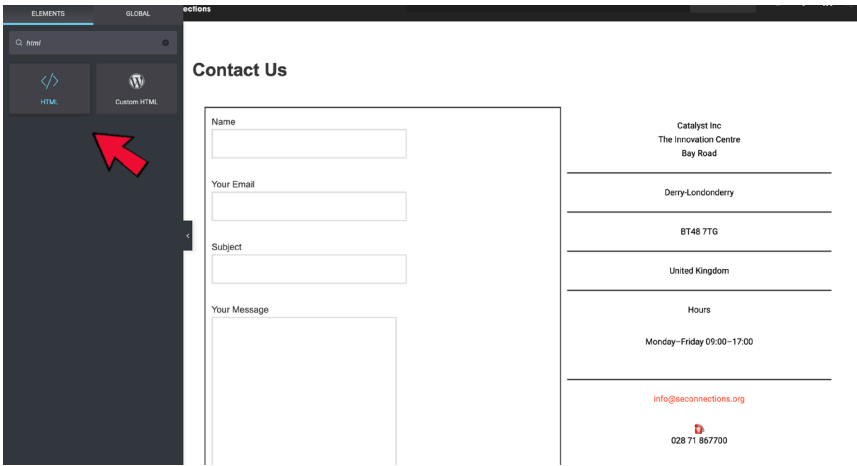 ELEMENTS
GLOBAL
html
HTML
Custom HTML
ections
Contact Us
Name
Your Email
Subject
Your Message
Catalyst Inc
The Innovation Centre
Bay Road
Derry-Londonderry
BT48 7TG
United Kingdom
Hours
Monday–Friday 09:00–17:00
info@seconnections.org
028 71 867700